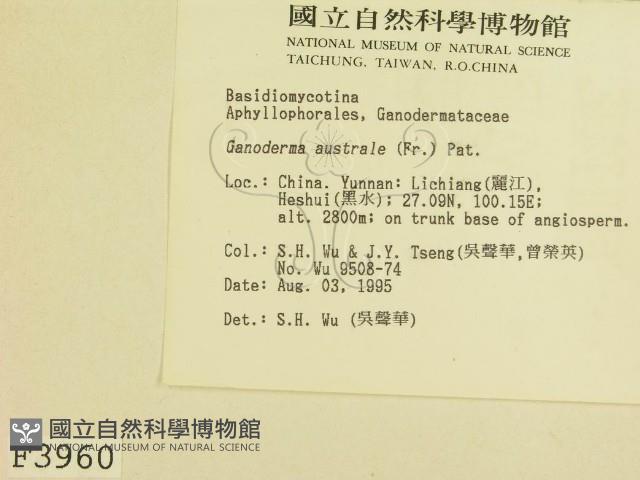 國立自然科學博物館
NATIONAL MUSEUM OF NATURAL SCIENCE
TAICHUNG, TAIWAN, R.O.CHINA
Basidiomycotina
Aphyllophorales, Ganodermataceae
Ganoderma australe (Fr.) Pat.
Loc.: China. Yunnan: Lichiang(麗江),
Heshui(黑水); 27.09N, 100.15E;
alt. 2800m; on trunk base of angiosperm.
Col.: S.H. Wu & J.Y. Tseng(吳聲華,曾榮英)
No. Wu 9508-74
Date: Aug. 03, 1995
Det.: S.H. Wu (吳聲華)
國立自然科學博物館
NATIONAL MUSEUM OF NATURAL SCIENCE
F3960